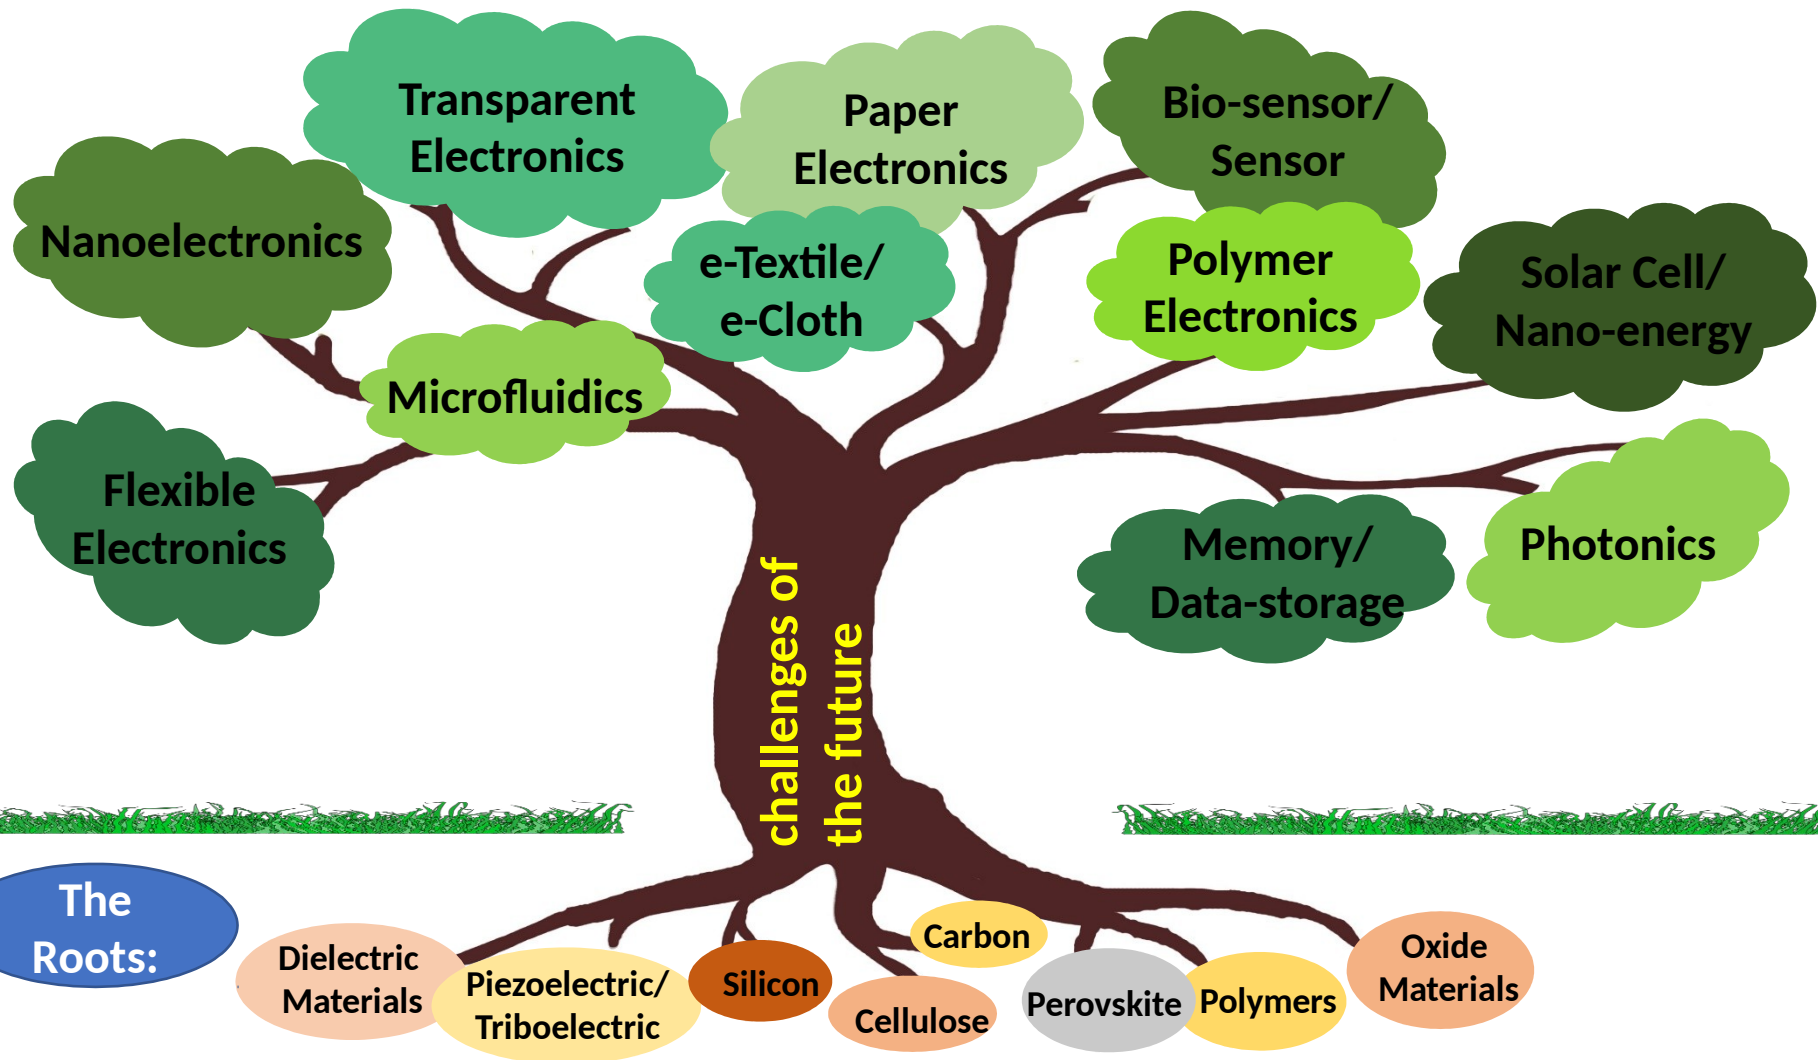 Transparent
Electronics
Paper
Electronics
Bio-sensor/
Sensor
Nanoelectronics
e-Textile/
e-Cloth
Polymer
Electronics
Solar Cell/
Nano-energy
Microfluidics
Flexible
Electronics
Memory/
Data-storage
Photonics
challenges of
the future
The
Roots:
Dielectric
Materials
Piezoelectric/
Triboelectric
Silicon
Cellulose
Carbon
Perovskite
Polymers
Oxide
Materials